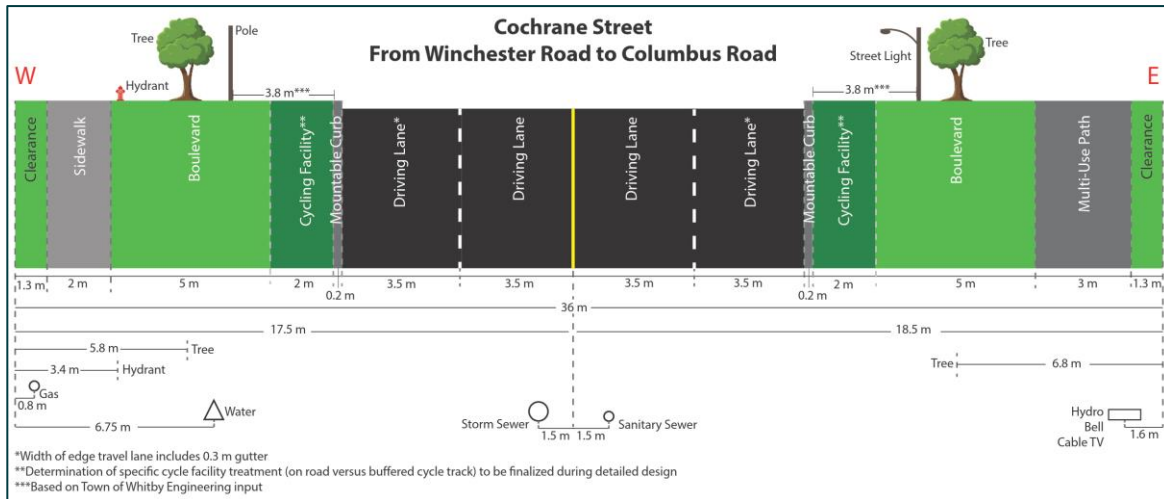 Cochrane Street
From Winchester Road to Columbus Road
Tree
Pole
Street Light
Tree
W
E
Hydrant
3.8 m***
3.8 m***
Clearance
Sidewalk
Boulevard
Cycling Facility**
Mountable Curb
Driving Lane*
Driving Lane
Driving Lane
Driving Lane*
Mountable Curb
Cycling Facility**
Boulevard
Multi-Use Path
Clearance
1.3 m
2 m
5 m
2 m
0.2 m
3.5 m
3.5 m
3.5 m
3.5 m
0.2 m
2 m
5 m
3 m
1.3 m
36 m
17.5 m
18.5 m
5.8 m
Tree
Tree
6.8 m
3.4 m
Hydrant
Gas
0.8 m
Water
6.75 m
Storm Sewer
Sanitary Sewer
1.5 m
1.5 m
Hydro
Bell
Cable TV
1.6 m
*Width of edge travel lane includes 0.3 m gutter
**Determination of specific cycle facility treatment (on road versus buffered cycle track) to be finalized during detailed design
***Based on Town of Whitby Engineering input